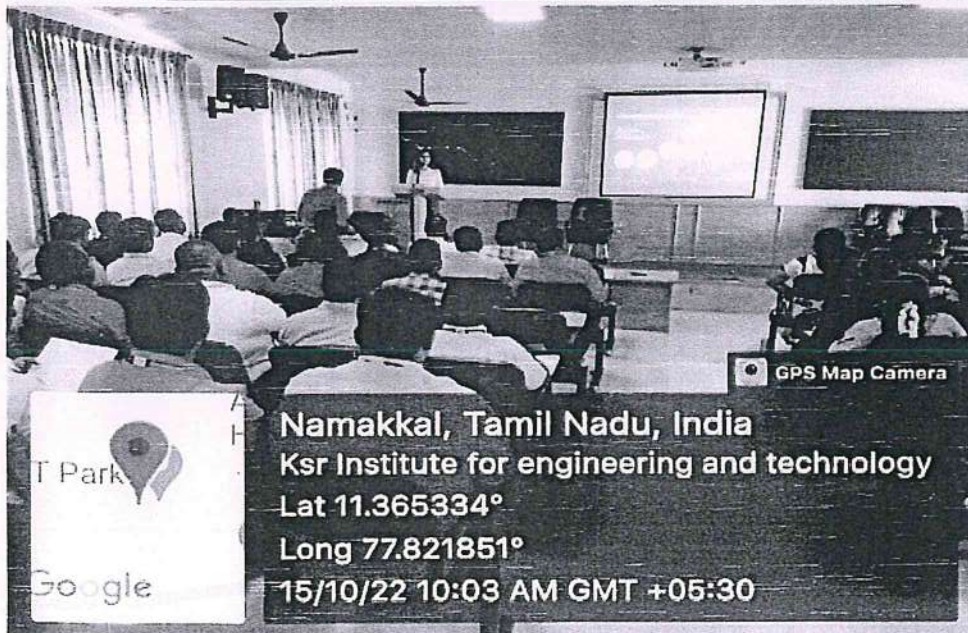 GPS Map Camera
T Park
Google
Namakkal, Tamil Nadu, India
Ksr Institute for engineering and technology
Lat 11.365334°
Long 77.821851°
15/10/22 10:03 AM GMT +05:30